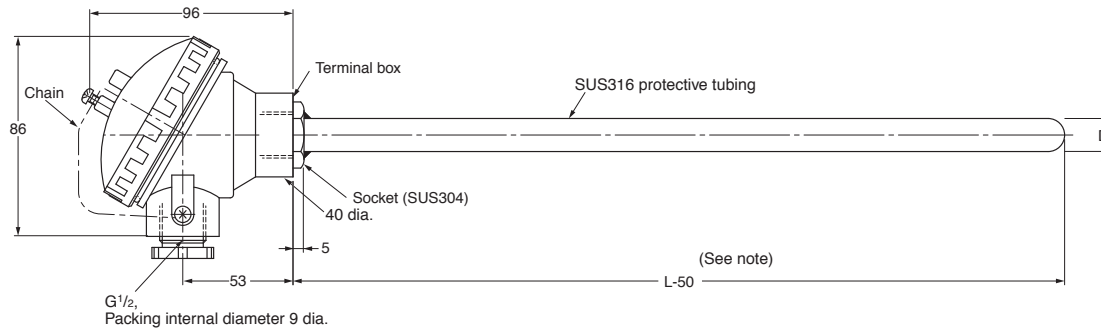 96
Terminal box
SUS316 protective tubing
Chain
86
Socket (SUS304)
40 dia.
5
(See note)
53
L-50
G1/2,
Packing internal diameter 9 dia.